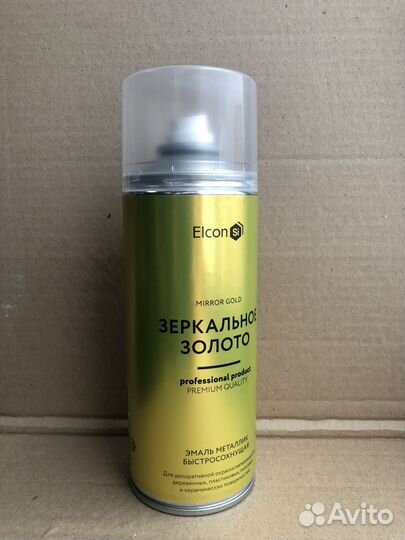 Elcon Si
MIRROR GOLD
ЗЕРКАЛЬНОЕ
ЗОЛОТО
professional product
PREMIUM QUALITY
ЭМАЛЬ МЕТАЛЛИК
БЫСТРОСОХНУЩАЯ
Для декоративной окраски
деревянных, пластиковых,
и керамических поверхностей
Avito